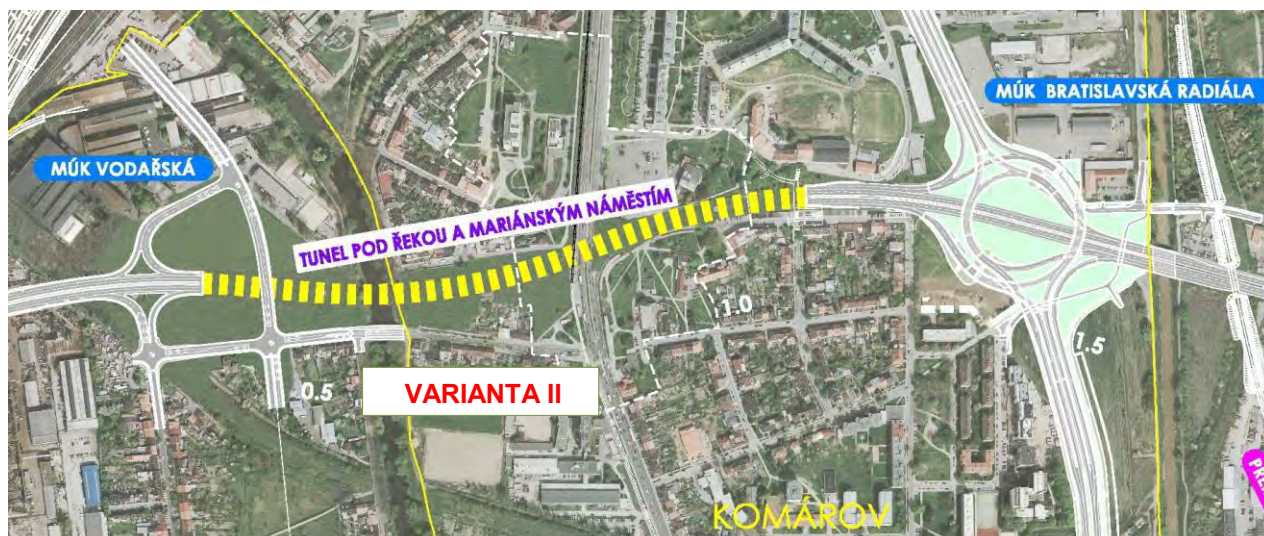 MÚK BRATISLAVSKÁ RADIÁLA
MÚK VODAŘSKÁ
TUNEL POD ŘEKOU A MARIÁNSKÝM NÁMĚSTÍM
1.0
1.5
0.5
VARIANTA II
KOMÁROV